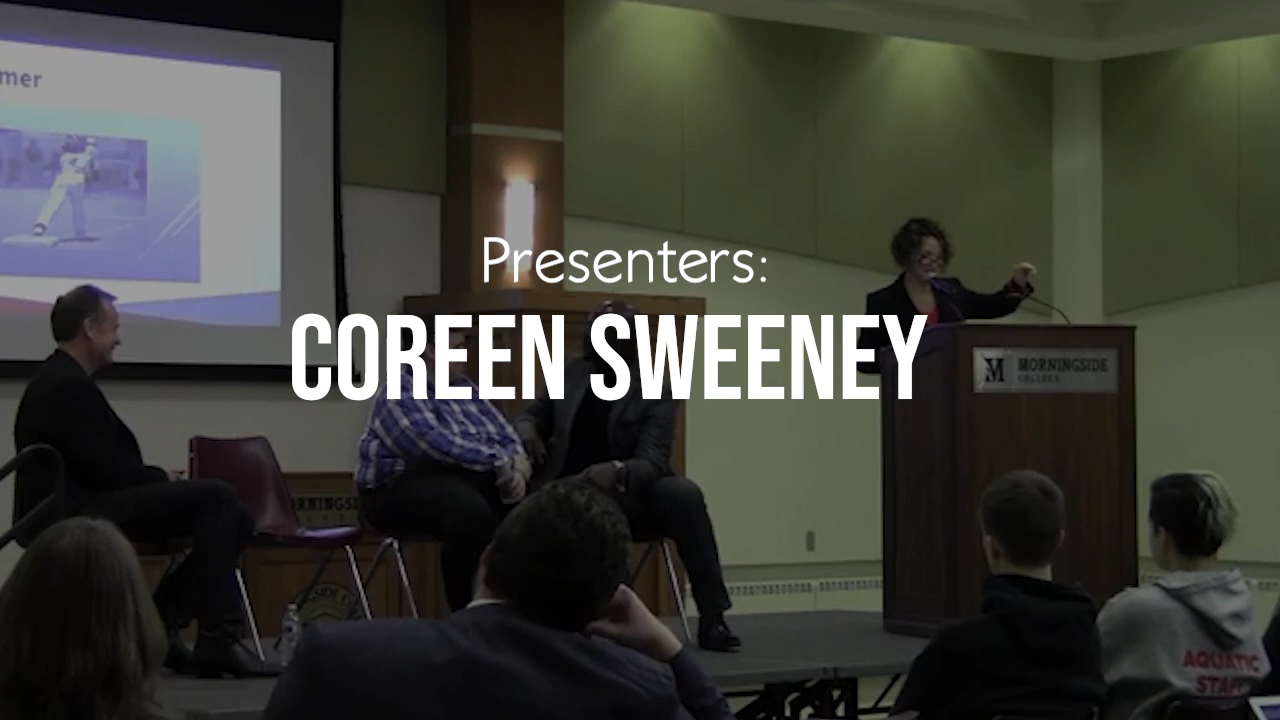 mer
Presenters:
COREEN SWEENEY
MORNINGSIDE
COLLEGE
AQUATIC
STAFF